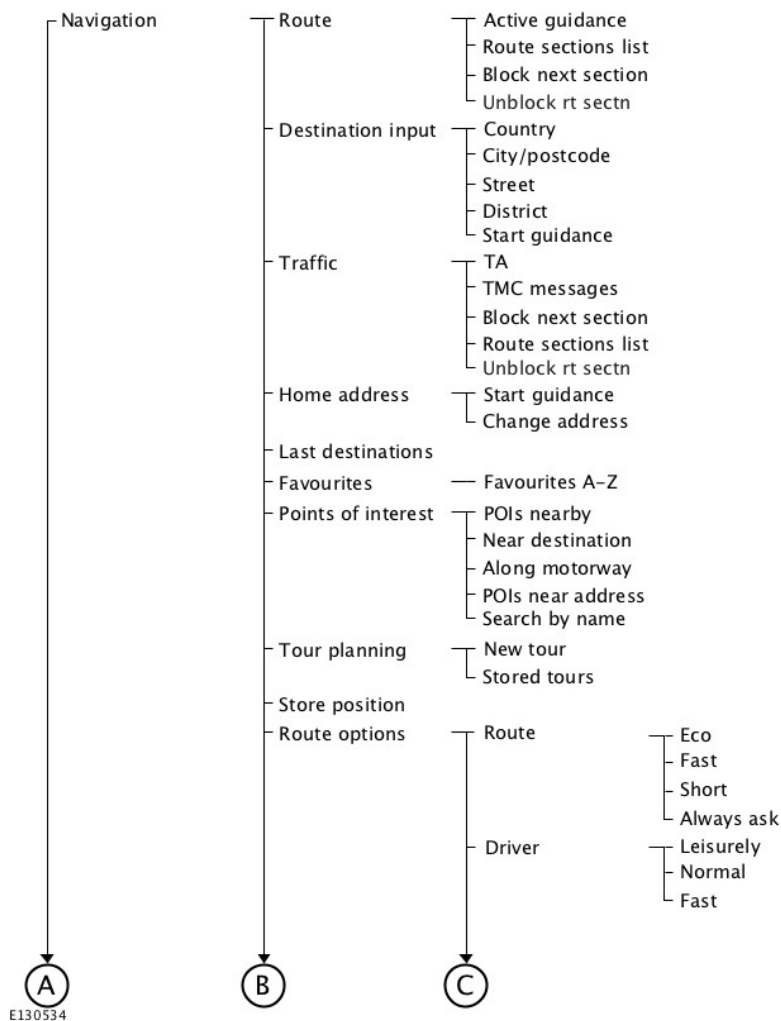 Navigation Route Active guidance
Route sections list
Block next section
Unblock rt sectn
Destination input Country
City/postcode
Street
District
Start guidance
Traffic TA
TMC messages
Block next section
Route sections list
Unblock rt sectn
Home address Start guidance
Change address
Last destinations
Favourites Favourites A-Z
Points of interest POIs nearby
Near destination
Along motorway
POIs near address
Search by name
Tour planning New tour
Stored tours
Store position
Route options Route Eco
Fast
Short
Always ask
Driver Leisurely
Normal
Fast
A B C
E130534